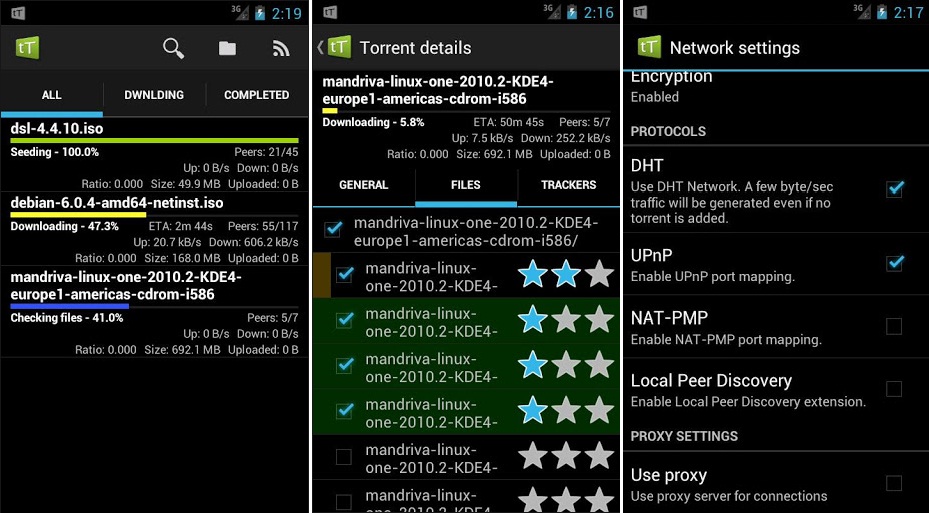 3G 2:19
tT
ALL DWNLDING COMPLETED
dsl-4.4.10.iso
Seeding - 100.0% Peers: 21/45
Up: 0 B/s Down: 0 B/s
Ratio: 0.000 Size: 49.9 MB Uploaded: 0 B
debian-6.0.4-amd64-netinst.iso
Downloading - 47.3% ETA: 2m 44s Peers: 55/117
Up: 20.7 kB/s Down: 606.2 kB/s
Ratio: 0.000 Size: 168.0 MB Uploaded: 0 B
mandriva-linux-one-2010.2-KDE4-
europe1-americas-cdrom-i586
Checking files - 41.0% Peers: 5/7
Up: 0 B/s Down: 0 B/s
Ratio: 0.000 Size: 692.1 MB Uploaded: 0 B
3G 2:16
tT Torrent details
mandriva-linux-one-2010.2-KDE4-
europe1-americas-cdrom-i586
Downloading - 5.8% ETA: 50m 45s Peers: 5/7
Up: 7.5 kB/s Down: 252.2 kB/s
Ratio: 0.000 Size: 692.1 MB Uploaded: 0 B
GENERAL FILES TRACKERS
mandriva-linux-one-2010.2-KDE4-
europe1-americas-cdrom-i586/
mandriva-linux-
one-2010.2-KDE4-
mandriva-linux-
one-2010.2-KDE4-
mandriva-linux-
one-2010.2-KDE4-
mandriva-linux-
one-2010.2-KDE4-
mandriva-linux-
one-2010.2-KDE4-
mandriva-linux-
one-2010.2-KDE4-
3G 2:17
tT Network settings
Encryption
Enabled
PROTOCOLS
DHT
Use DHT Network. A few byte/sec
traffic will be generated even if no
torrent is added.
UPnP
Enable UPnP port mapping.
NAT-PMP
Enable NAT-PMP port mapping.
Local Peer Discovery
Enable Local Peer Discovery extension.
PROXY SETTINGS
Use proxy
Use proxy server for connections